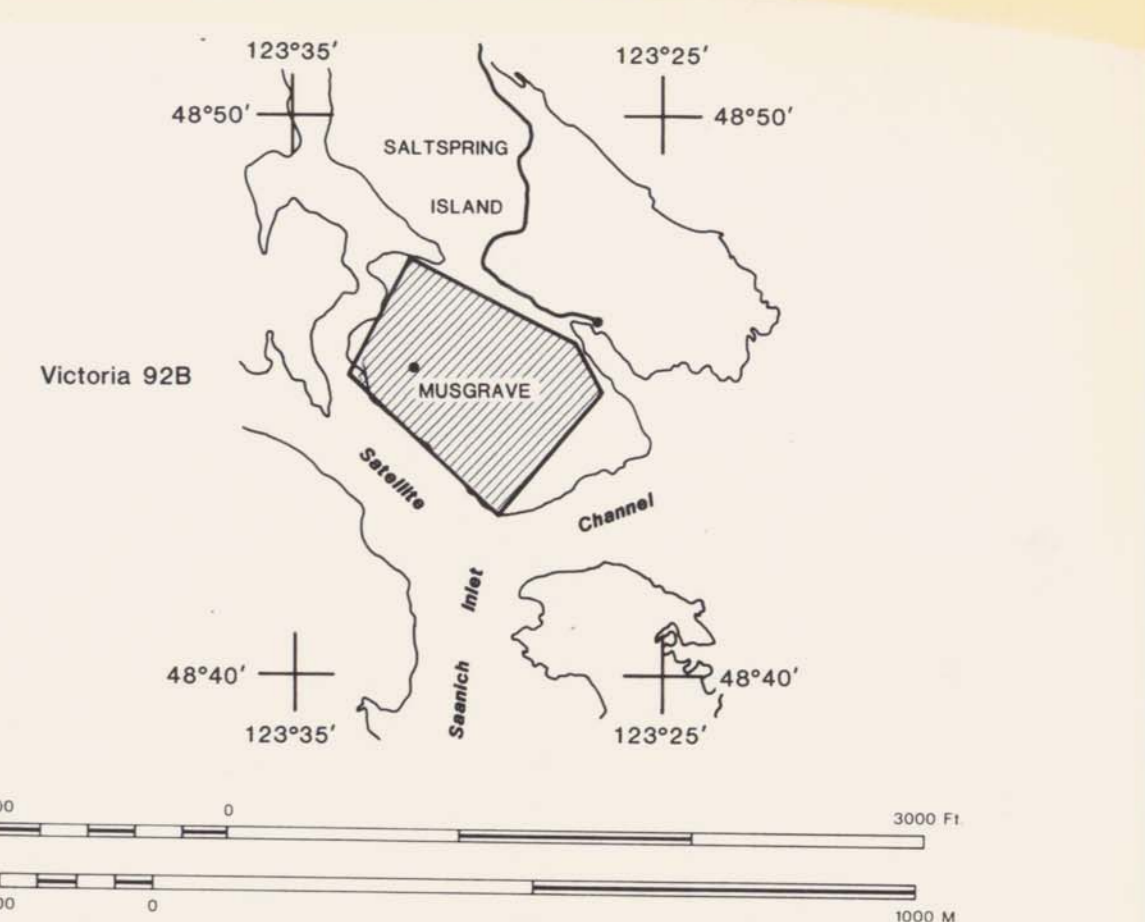 123°35′ 123°25′
48°50′ 48°50′
SALTSPRING
ISLAND
Victoria 92B
MUSGRAVE
Satellite
Channel
Inlet
Saanich
48°40′ 48°40′
123°35′ 123°25′
0 3000 Ft.
0 1000 M